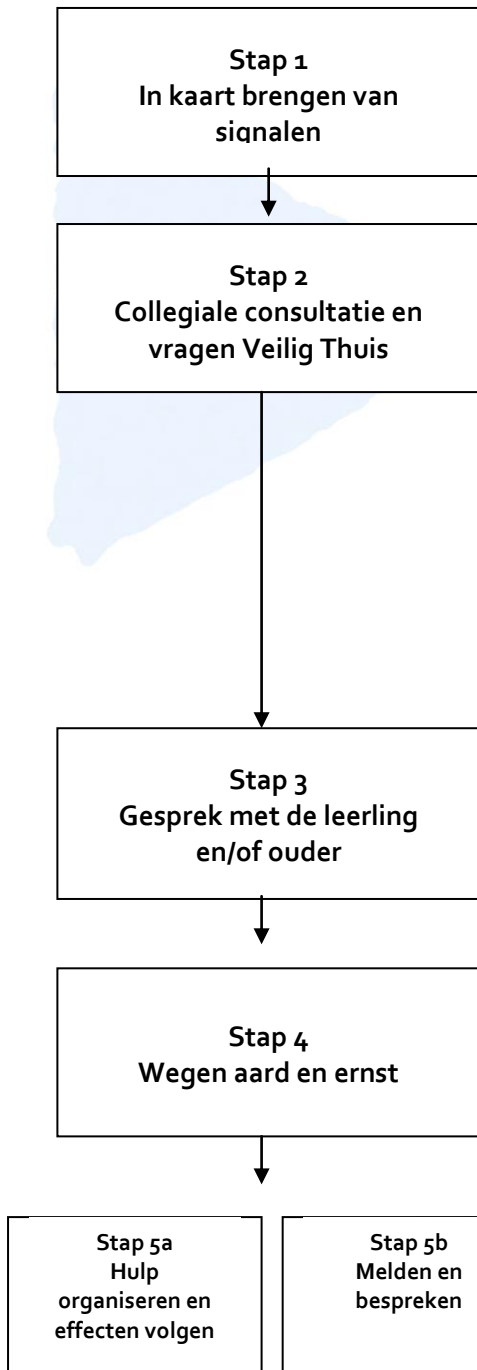 Stap 1
In kaart brengen van
signalen
Stap 2
Collegiale consultatie en
vragen Veilig Thuis
Stap 3
Gesprek met de leerling
en/of ouder
Stap 4
Wegen aard en ernst
Stap 5a
Hulp
organiseren en
effecten volgen
Stap 5b
Melden en
bespreken